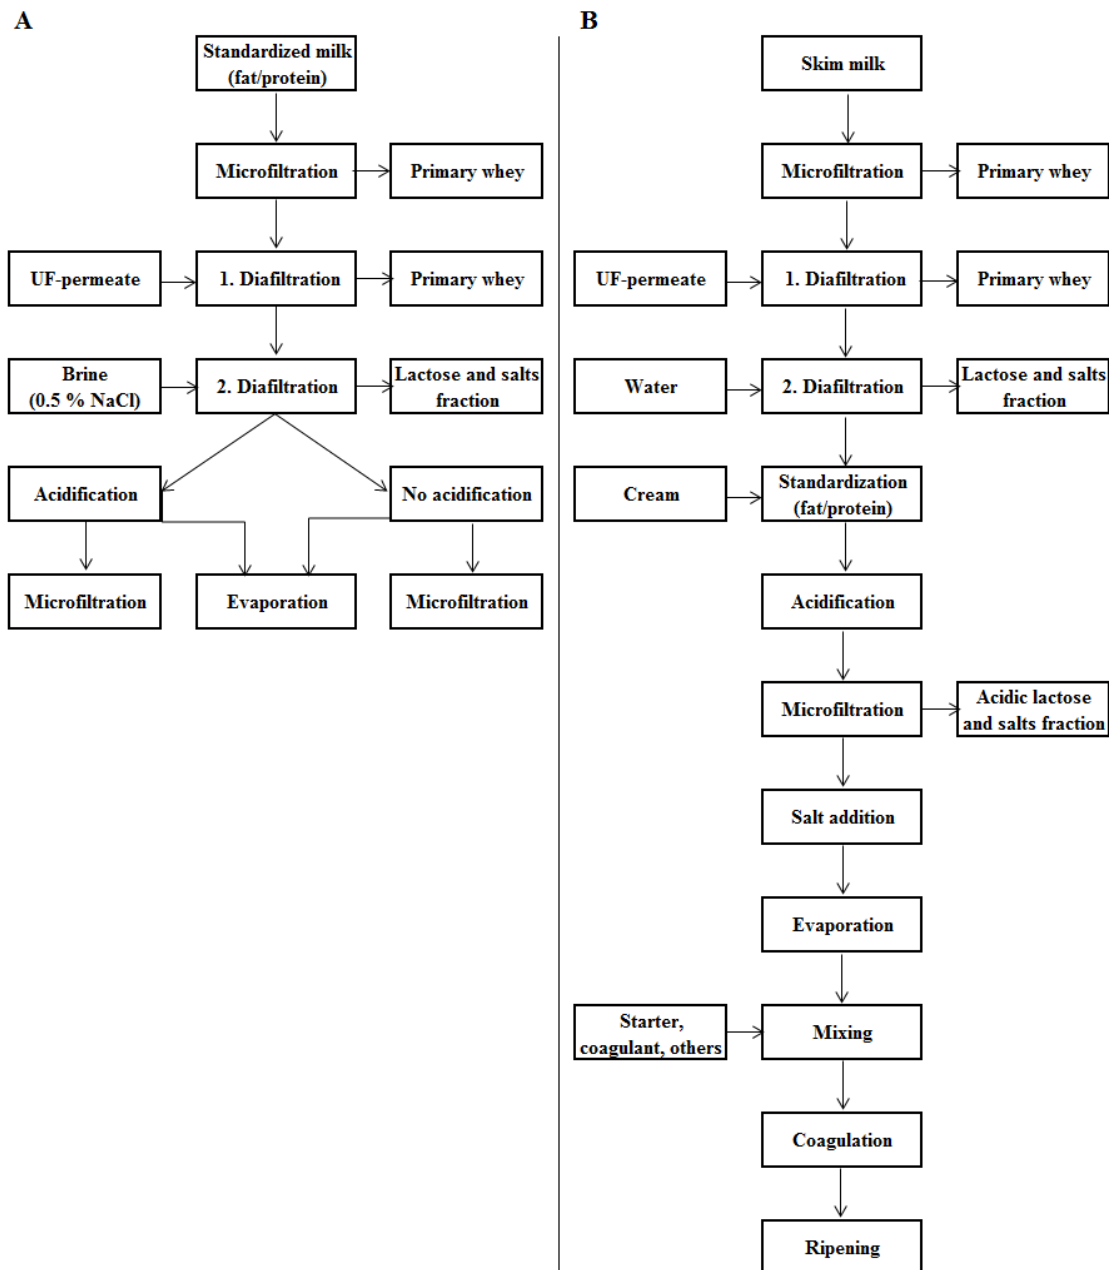 A
Standardized milk
(fat/protein)
Microfiltration
Primary whey
UF-permeate
1. Diafiltration
Primary whey
Brine
(0.5 % NaCl)
2. Diafiltration
Lactose and salts
fraction
Acidification
No acidification
Microfiltration
Evaporation
Microfiltration
B
Skim milk
Microfiltration
Primary whey
UF-permeate
1. Diafiltration
Primary whey
Water
2. Diafiltration
Lactose and salts
fraction
Cream
Standardization
(fat/protein)
Acidification
Microfiltration
Acidic lactose
and salts fraction
Salt addition
Evaporation
Starter,
coagulant, others
Mixing
Coagulation
Ripening